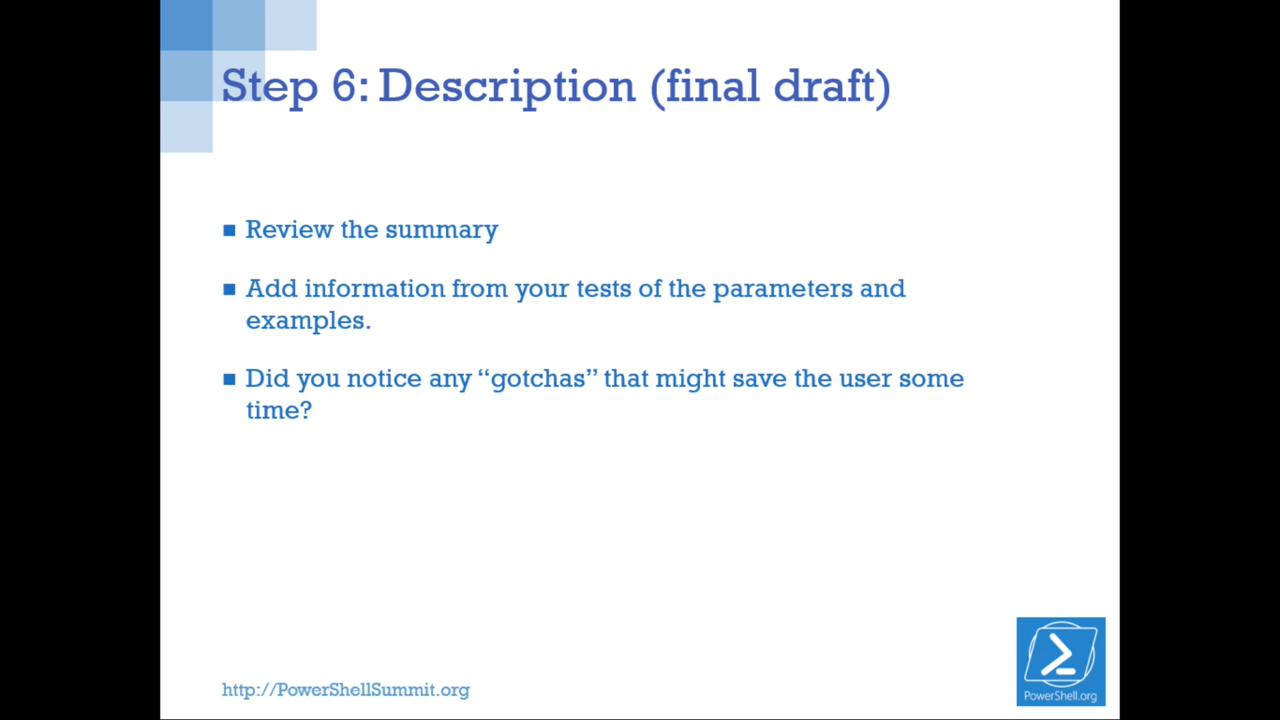 Step 6: Description (final draft)
■ Review the summary
■ Add information from your tests of the parameters and
examples.
■ Did you notice any “gotchas” that might save the user some
time?
http://PowerShellSummit.org
PowerShell.org